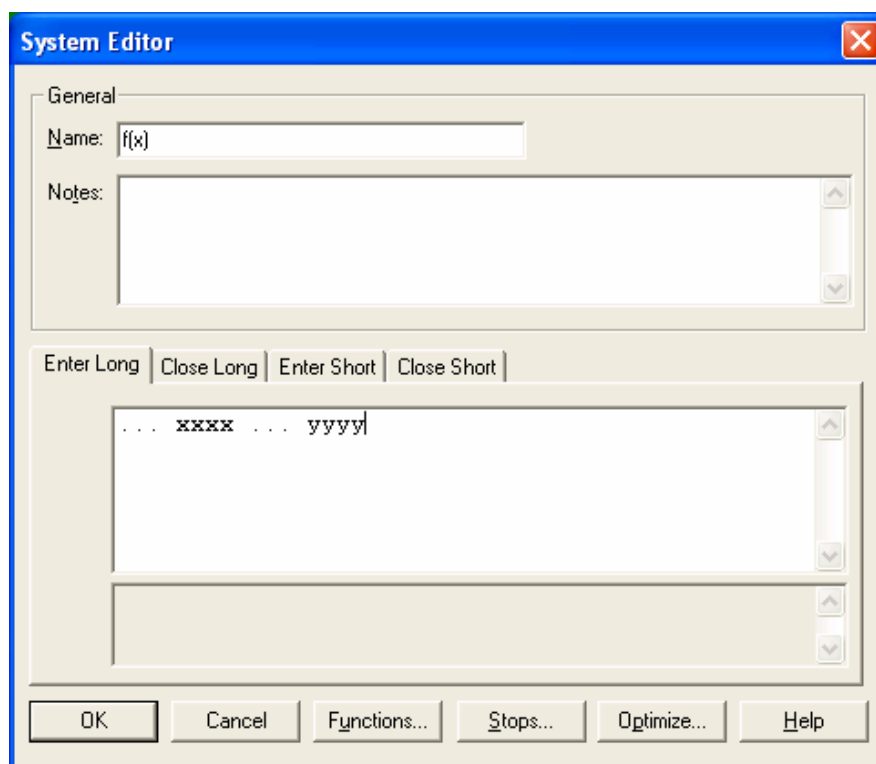 System Editor
General
Name: f(x)
Notes:
Enter Long Close Long Enter Short Close Short
... xxxx ... yyyy
OK Cancel Functions... Stops... Optimize... Help